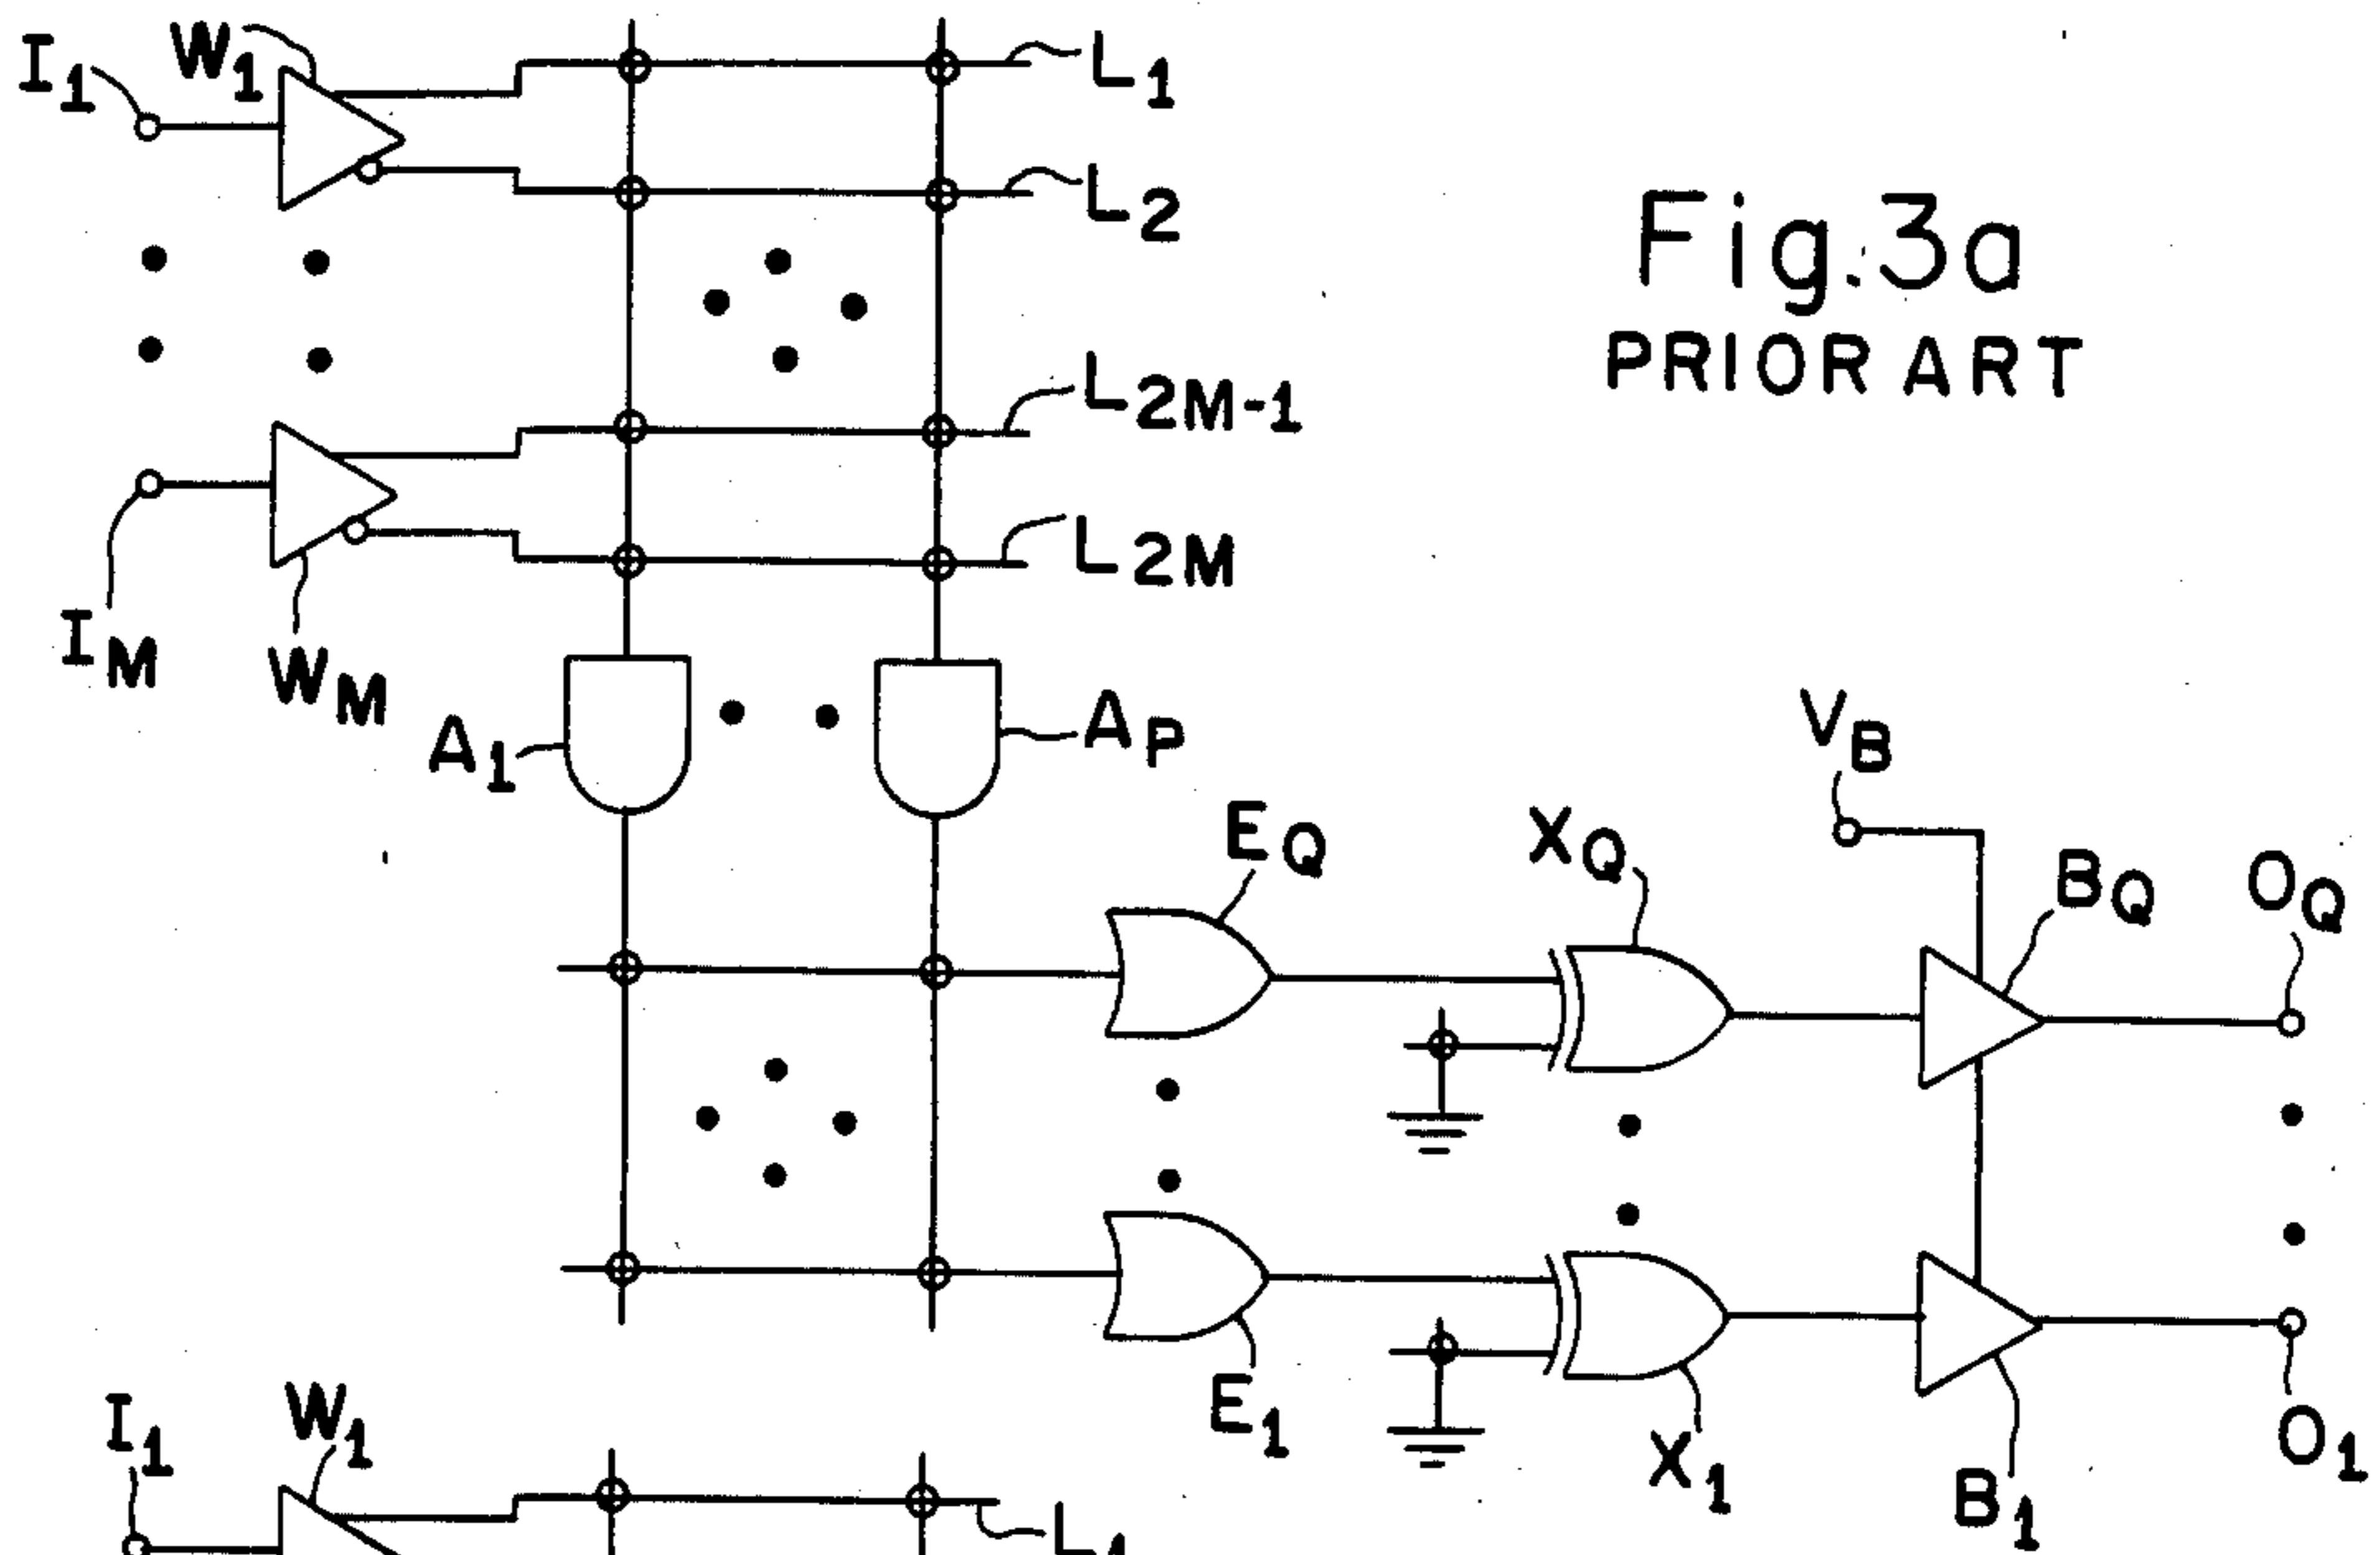 I1
W1
L1
L2
Fig.3a
PRIOR ART
L2M-1
L2M
IM
WM
A1
AP
VB
EQ
XQ
BQ
OQ
E1
X1
B1
O1
I1
W1
L1